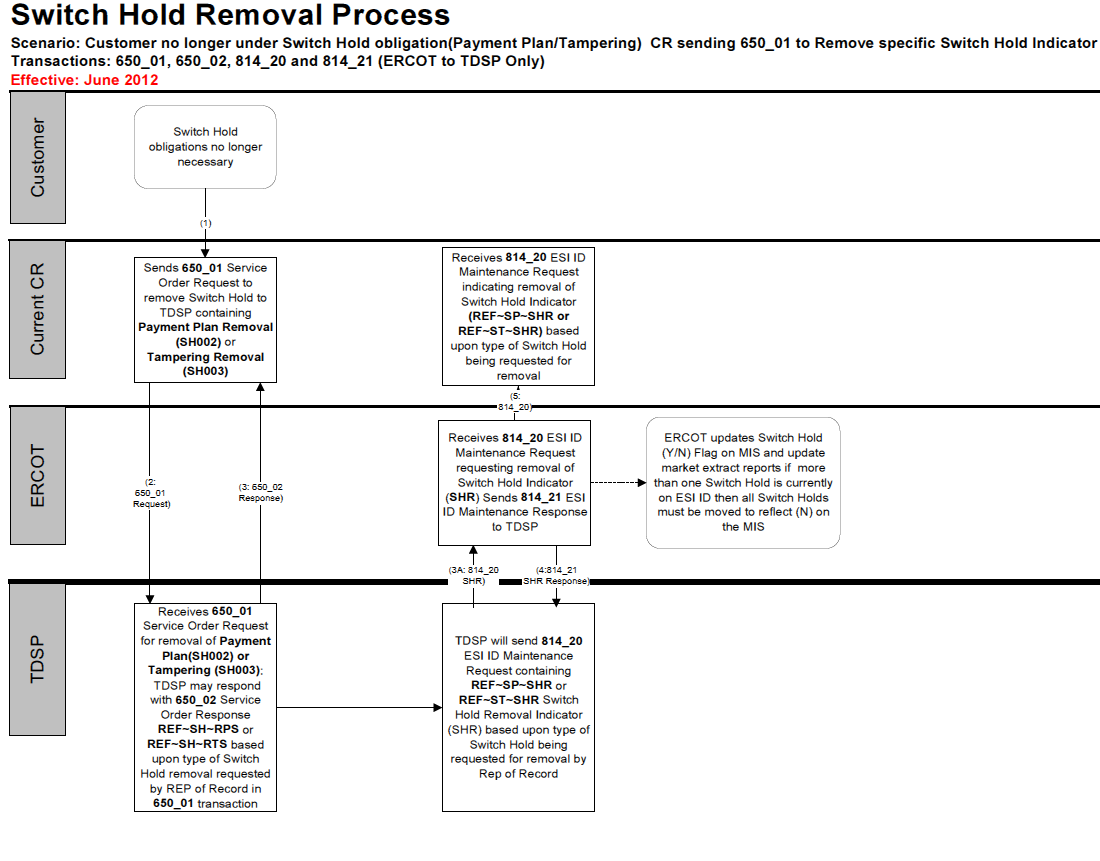 Switch Hold Removal Process
Scenario: Customer no longer under Switch Hold obligation(Payment Plan/Tampering)  CR sending 650_01 to Remove specific Switch Hold Indicator
Transactions: 650_01, 650_02, 814_20 and 814_21 (ERCOT to TDSP Only)
Effective: June 2012
Customer
Switch Hold
obligations no longer
necessary
(1)
Current CR
Sends 650_01 Service
Order Request to
remove Switch Hold to
TDSP containing
Payment Plan Removal
(SH002) or
Tampering Removal
(SH003)
Receives 814_20 ESI ID
Maintenance Request
indicating removal of
Switch Hold Indicator
(REF~SP~SHR or
REF~ST~SHR) based
upon type of Switch Hold
being requested for
removal
(5:
814_20)
ERCOT
(2:
650_01
Request)
(3: 650_02
Response)
Receives 814_20 ESI ID
Maintenance Request
requesting removal of
Switch Hold Indicator
(SHR) Sends 814_21 ESI
ID Maintenance Response
to TDSP
ERCOT updates Switch Hold
(Y/N) Flag on MIS and update
market extract reports if  more
than one Switch Hold is currently
on ESI ID then all Switch Holds
must be moved to reflect (N) on
the MIS
(3A: 814_20
SHR)
(4:814_21
SHR Response)
TDSP
Receives 650_01
Service Order Request
for removal of Payment
Plan(SH002) or
Tampering (SH003):
TDSP may respond
with 650_02 Service
Order Response
REF~SH~RPS or
REF~SH~RTS based
upon type of Switch
Hold removal requested
by REP of Record in
650_01 transaction
TDSP will send 814_20
ESI ID Maintenance
Request containing
REF~SP~SHR or
REF~ST~SHR Switch
Hold Removal Indicator
(SHR) based upon type of
Switch Hold being
requested for removal by
Rep of Record